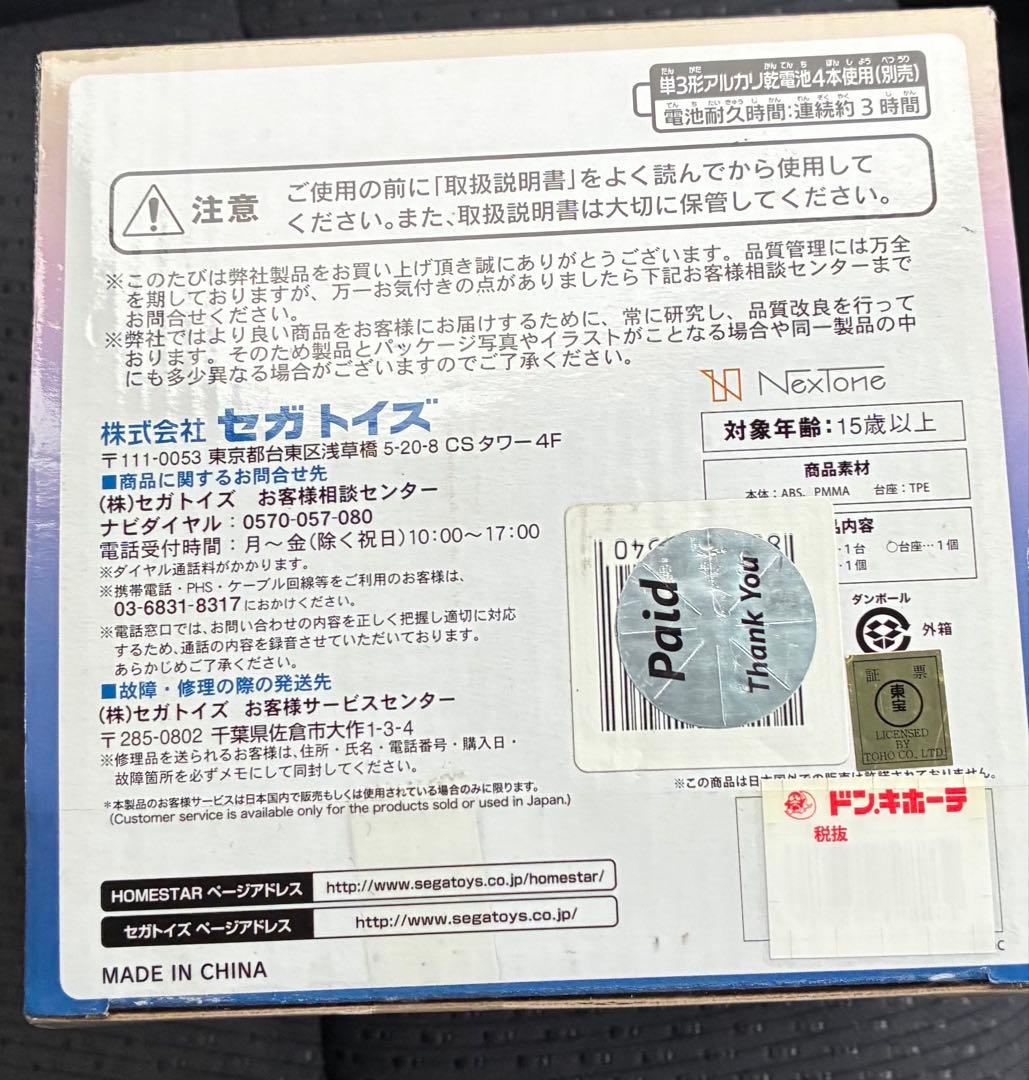 単3形アルカリ乾電池4本使用(別売)
電池耐久時間:連続約3時間
注意
ご使用の前に「取扱説明書」をよく読んでから使用して
ください。また、取扱説明書は大切に保管してください。
※このたびは弊社製品をお買い上げ頂き誠にありがとうございます。品質管理には万全
を期しておりますが、万一お気付きの点がありましたら下記お客様相談センターまで
お問合せください。
※弊社ではより良い商品をお客様にお届けするために、常に研究し、品質改良を行って
おります。そのため製品とパッケージ写真やイラストがことなる場合や同一製品の中
にも多少異なる場合がございますのでご了承ください。
NexTone
株式会社 セガトイズ
〒111-0053 東京都台東区浅草橋 5-20-8 CSタワー4F
■商品に関するお問合せ先
(株)セガトイズ お客様相談センター
ナビダイヤル：0570-057-080
電話受付時間：月～金(除く祝日)10:00～17:00
※ダイヤル通話料がかかります。
※携帯電話・PHS・ケーブル回線等をご利用のお客様は、
03-6831-8317におかけください。
※電話窓口では、お問い合わせの内容を正しく把握し適切に対応
するため、通話の内容を録音させていただいております。
あらかじめご了承ください。
■故障・修理の際の発送先
(株)セガトイズ お客様サービスセンター
〒285-0802 千葉県佐倉市大作1-3-4
※修理品を送られるお客様は、住所・氏名・電話番号・購入日・
故障箇所を必ずメモにして同封してください。
*本製品のお客様サービスは日本国内で販売もしくは使用されている場合のみに限ります。
(Customer service is available only for the products sold or used in Japan.)
対象年齢:15歳以上
商品素材
本体：ABS、PMMA 台座：TPE
品内容
…1台 ○台座…1個
…1個
Paid
Thank You
ダンボール
外箱
証 票
東宝
LICENSED
BY
TOHO CO., LTD.
※この商品は日本国外での販売は許諾されておりません。
ドン.キホーテ
税抜
HOMESTAR ページアドレス http://www.segatoys.co.jp/homestar/
セガトイズ ページアドレス http://www.segatoys.co.jp/
MADE IN CHINA